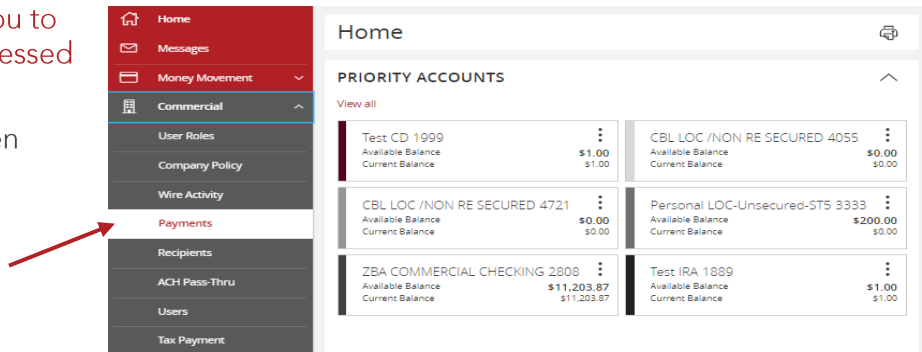 ou to
essed
en
Home
Messages
Money Movement
Commercial
User Roles
Company Policy
Wire Activity
Payments
Recipients
ACH Pass-Thru
Users
Tax Payment
Home
PRIORITY ACCOUNTS
View all
Test CD 1999
Available Balance $1.00
Current Balance $1.00
CBL LOC /NON RE SECURED 4055
Available Balance $0.00
Current Balance $0.00
CBL LOC /NON RE SECURED 4721
Available Balance $0.00
Current Balance $0.00
Personal LOC-Unsecured-ST5 3333
Available Balance $200.00
Current Balance $0.00
ZBA COMMERCIAL CHECKING 2808
Available Balance $11,203.87
Current Balance $11,203.87
Test IRA 1889
Available Balance $1.00
Current Balance $1.00